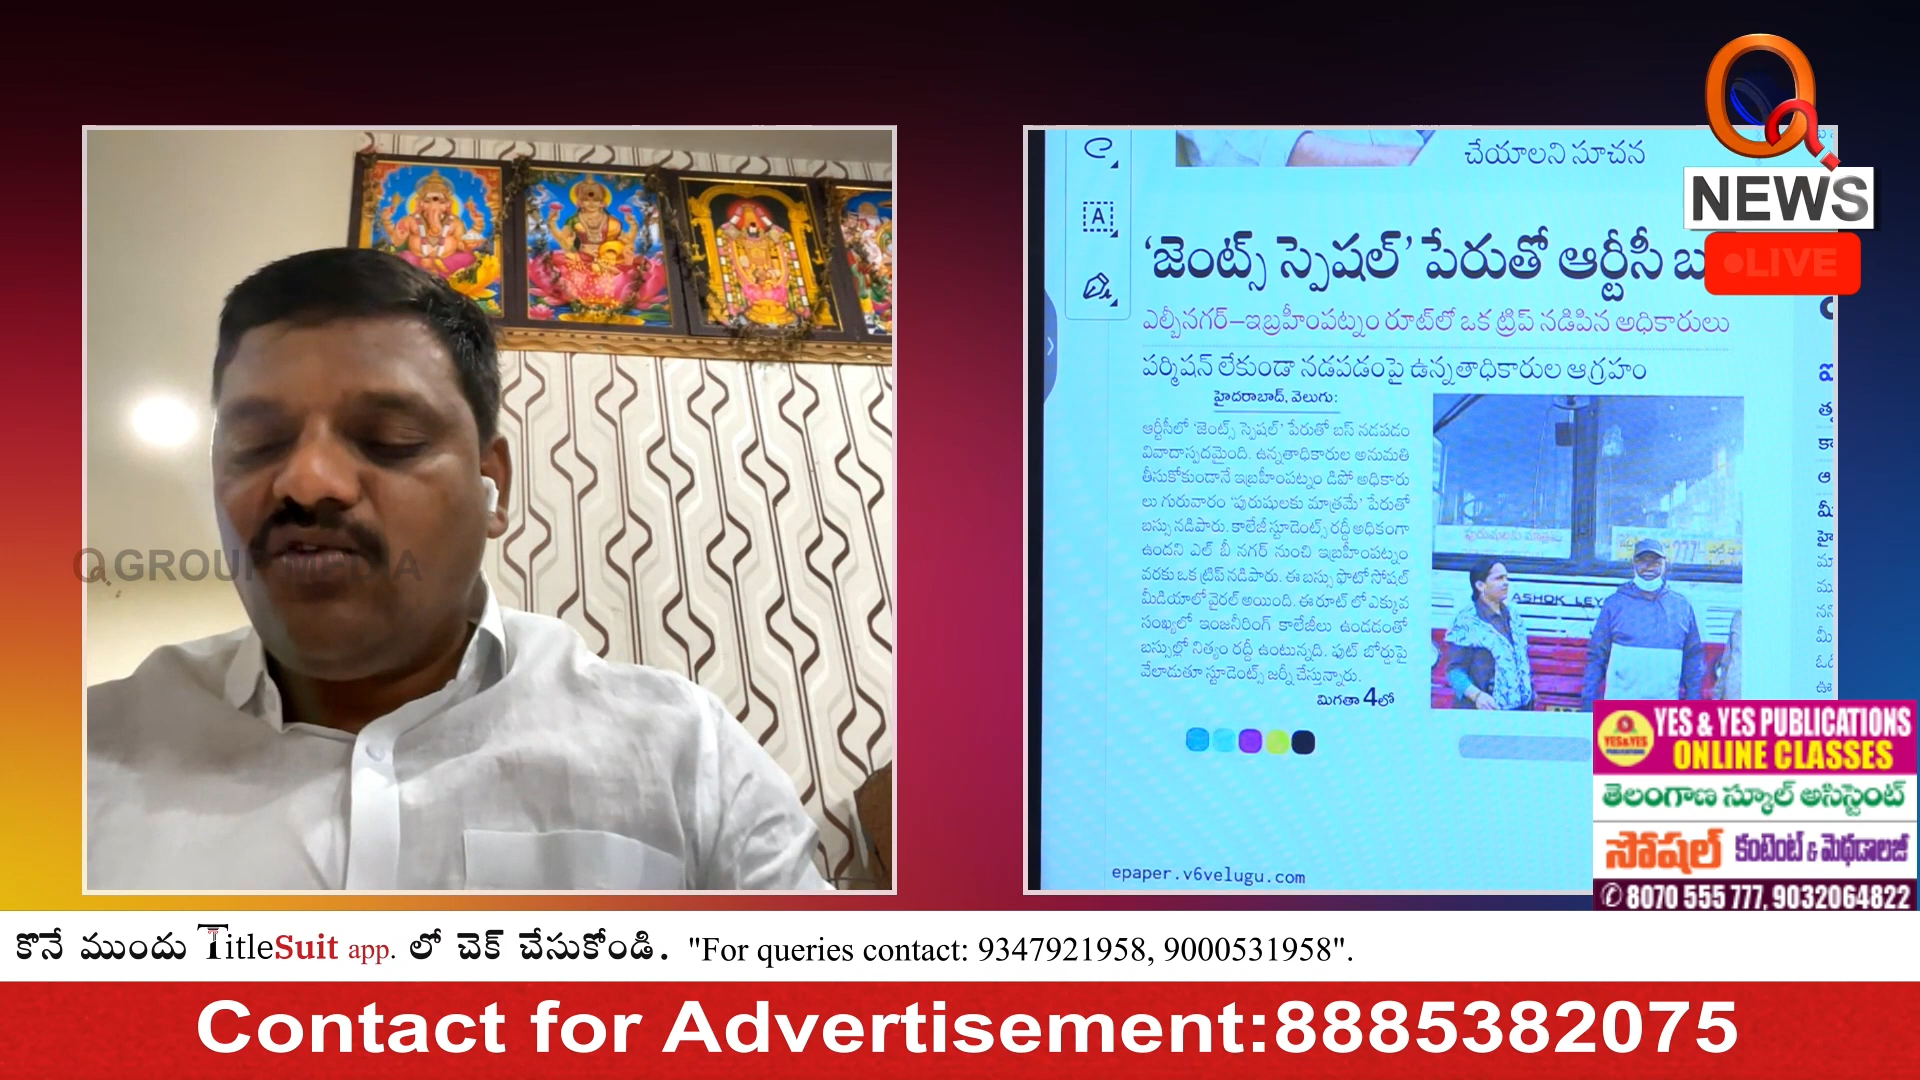 Q
NEWS
LIVE
Q GROUP MEDIA
చేయాలని సూచన
A
‘జెంట్స్ స్పెషల్’ పేరుతో ఆర్టీసీ
ఎల్బీనగర్–ఇబ్రహీంపట్నం రూట్‌లో ఒక ట్రిప్ నడిపిన అధికారులు
పర్మిషన్ లేకుండా నడపడంపై ఉన్నతాధికారుల ఆగ్రహం
హైదరాబాద్, వెలుగు:
ఆర్టీసీలో ‘జెంట్స్ స్పెషల్’ పేరుతో బస్ నడపడం
వివాదాస్పదమైంది. ఉన్నతాధికారుల అనుమతి
తీసుకోకుండానే ఇబ్రహీంపట్నం డిపో అధికారు
లు గురువారం ‘పురుషులకు మాత్రమే’ పేరుతో
బస్సు నడిపారు. కాలేజీ స్టూడెంట్స్ రద్దీ అధికంగా
ఉందని ఎల్ బీ నగర్ నుంచి ఇబ్రహీంపట్నం
వరకు ఒక ట్రిప్ నడిపారు. ఈ బస్సు ఫొటో సోషల్
మీడియాలో వైరల్ అయింది. ఈ రూట్ లో ఎక్కువ
సంఖ్యలో ఇంజనీరింగ్ కాలేజీలు ఉండడంతో
బస్సుల్లో నిత్యం రద్దీ ఉంటున్నది. ఫుట్ బోర్డుపై
వేలాడుతూ స్టూడెంట్స్ జర్నీ చేస్తున్నారు.
మిగతా 4లో
పురుషులకు మాత్రమే
ASHOK LEY
epaper.v6velugu.com
YES & YES PUBLICATIONS
ONLINE CLASSES
తెలంగాణ స్కూల్ అసిస్టెంట్
సోషల్ కంటెంట్ & మెథడాలజీ
8070 555 777, 9032064822
కొనే ముందు TitleSuit app. లో చెక్ చేసుకోండి. "For queries contact: 9347921958, 9000531958".
Contact for Advertisement:8885382075